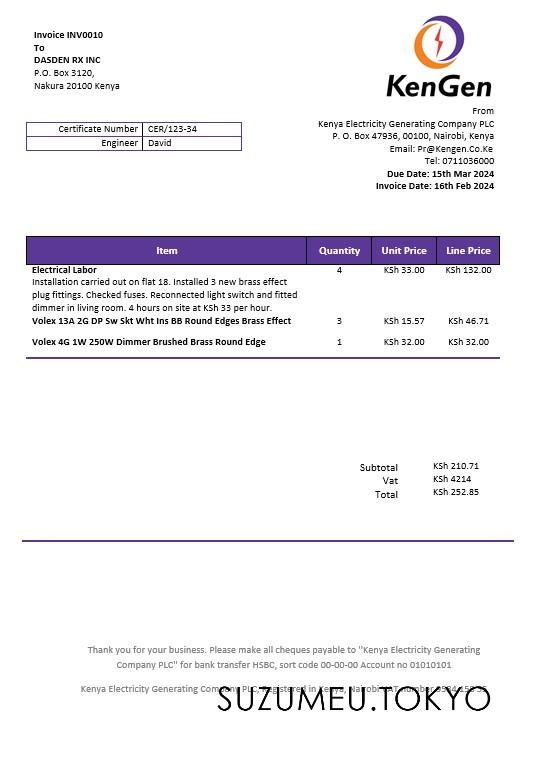 Invoice INV0010
To
DASDEN RX INC
P.O. Box 3120,
Nakura 20100 Kenya
KenGen
From
Kenya Electricity Generating Company PLC
P. O. Box 47936, 00100, Nairobi, Kenya
Email: Pr@Kengen.Co.Ke
Tel: 0711036000
Due Date: 15th Mar 2024
Invoice Date: 16th Feb 2024
Certificate Number CER/123-34
Engineer David
Item Quantity Unit Price Line Price
Electrical Labor 4 KSh 33.00 KSh 132.00
Installation carried out on flat 18. Installed 3 new brass effect
plug fittings. Checked fuses. Reconnected light switch and fitted
dimmer in living room. 4 hours on site at KSh 33 per hour.
Volex 13A 2G DP Sw Skt Wht Ins BB Round Edges Brass Effect 3 KSh 15.57 KSh 46.71
Volex 4G 1W 250W Dimmer Brushed Brass Round Edge 1 KSh 32.00 KSh 32.00
Subtotal KSh 210.71
Vat KSh 4214
Total KSh 252.85
Thank you for your business. Please make all cheques payable to "Kenya Electricity Generating
Company PLC" for bank transfer HSBC, sort code 00-00-00 Account no 01010101
Kenya Electricity Generating Company PLC, Registered in Kenya, Nairobi VAT number
SUZUMEU.TOKYO